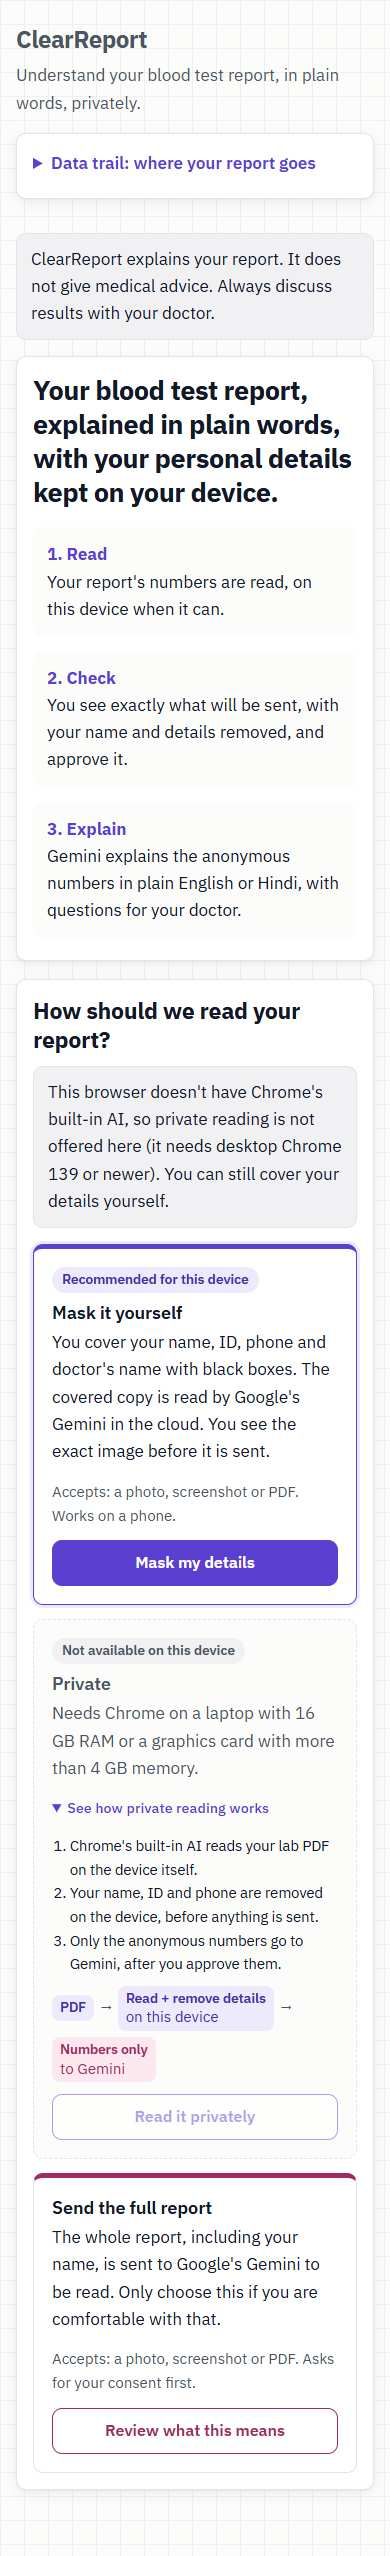 ClearReport
Understand your blood test report, in plain
words, privately.
▶ Data trail: where your report goes
ClearReport explains your report. It does
not give medical advice. Always discuss
results with your doctor.
Your blood test report,
explained in plain words,
with your personal details
kept on your device.
1. Read
Your report's numbers are read, on
this device when it can.
2. Check
You see exactly what will be sent, with
your name and details removed, and
approve it.
3. Explain
Gemini explains the anonymous
numbers in plain English or Hindi, with
questions for your doctor.
How should we read your
report?
This browser doesn't have Chrome's
built-in AI, so private reading is not
offered here (it needs desktop Chrome
139 or newer). You can still cover your
details yourself.
Recommended for this device
Mask it yourself
You cover your name, ID, phone and
doctor's name with black boxes. The
covered copy is read by Google's
Gemini in the cloud. You see the
exact image before it is sent.
Accepts: a photo, screenshot or PDF.
Works on a phone.
Mask my details
Not available on this device
Private
Needs Chrome on a laptop with 16
GB RAM or a graphics card with more
than 4 GB memory.
▼ See how private reading works
1. Chrome's built-in AI reads your lab PDF
on the device itself.
2. Your name, ID and phone are removed
on the device, before anything is sent.
3. Only the anonymous numbers go to
Gemini, after you approve them.
PDF → Read + remove details →
on this device
Numbers only
to Gemini
Read it privately
Send the full report
The whole report, including your
name, is sent to Google's Gemini to
be read. Only choose this if you are
comfortable with that.
Accepts: a photo, screenshot or PDF. Asks
for your consent first.
Review what this means